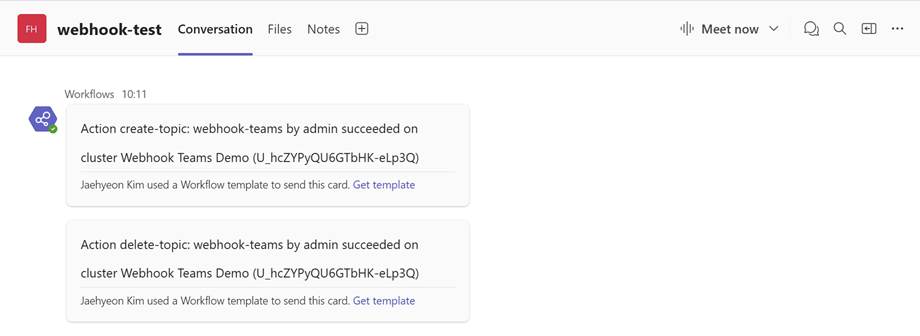 FH webhook-test Conversation Files Notes Meet now
Workflows 10:11
Action create-topic: webhook-teams by admin succeeded on
cluster Webhook Teams Demo (U_hcZYPyQU6GTbHK-eLp3Q)
Jaehyeon Kim used a Workflow template to send this card. Get template
Action delete-topic: webhook-teams by admin succeeded on
cluster Webhook Teams Demo (U_hcZYPyQU6GTbHK-eLp3Q)
Jaehyeon Kim used a Workflow template to send this card. Get template